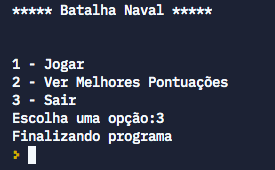 ***** Batalha Naval *****
1 - Jogar
2 - Ver Melhores Pontuações
3 - Sair
Escolha uma opção:3
Finalizando programa
>